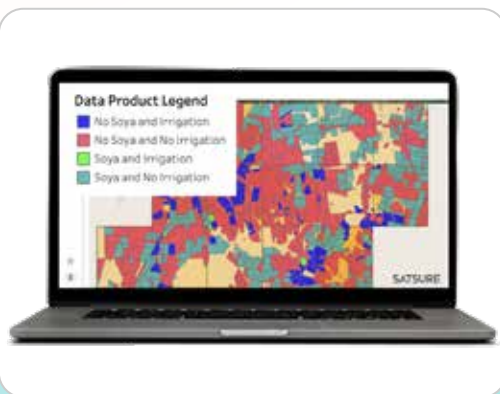 Data Product Legend
No Soya and Irrigation
No Soya and No Irrigation
Soya and Irrigation
Soya and No Irrigation
SATSURE